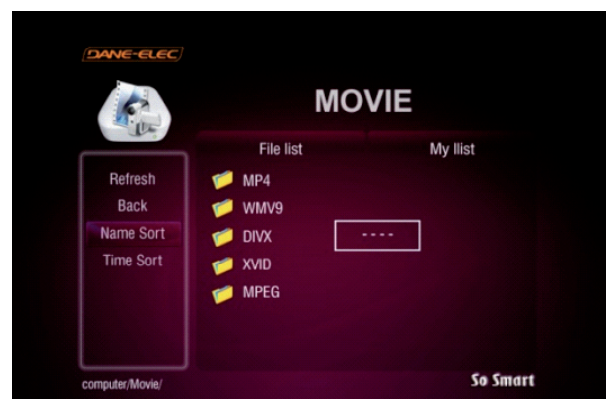 DANE-ELEC
MOVIE
File list
My llist
Refresh
Back
Name Sort
Time Sort
MP4
WMV9
DIVX
XVID
MPEG
----
computer/Movie/
So Smart